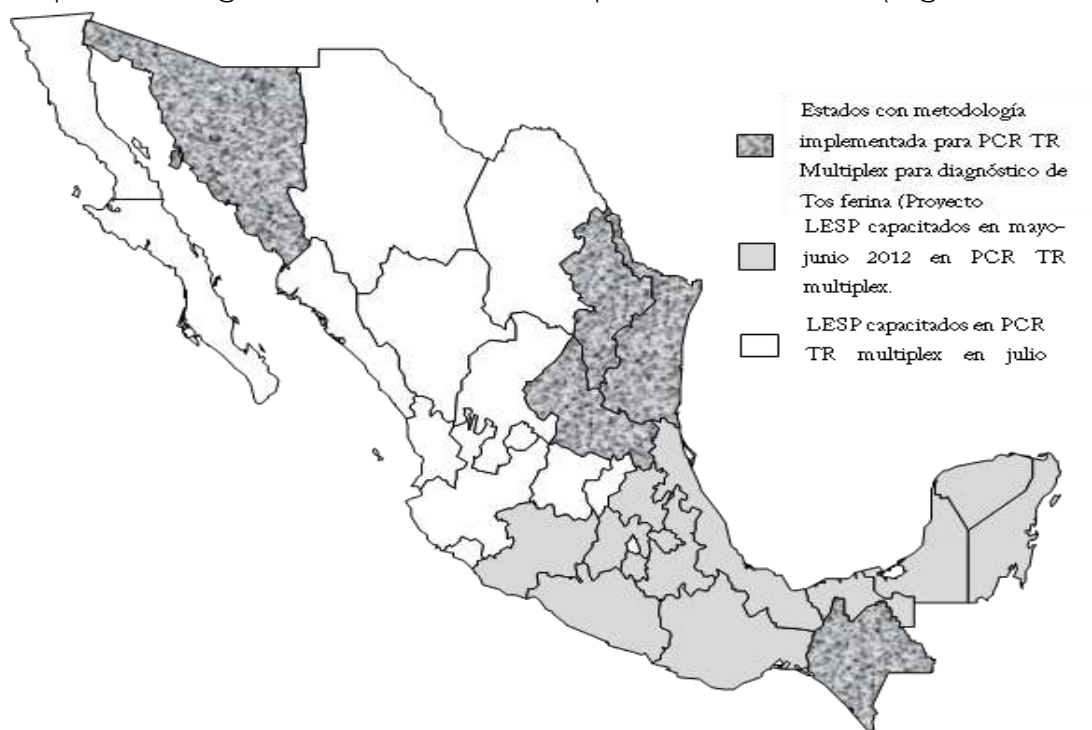 Estados con metodología
implementada para PCR TR
Multiplex para diagnóstico de
Tos ferina (Proyecto
LESP capacitados en mayo-
junio 2012 en PCR TR
multiplex.
LESP capacitados en PCR
TR multiplex en julio